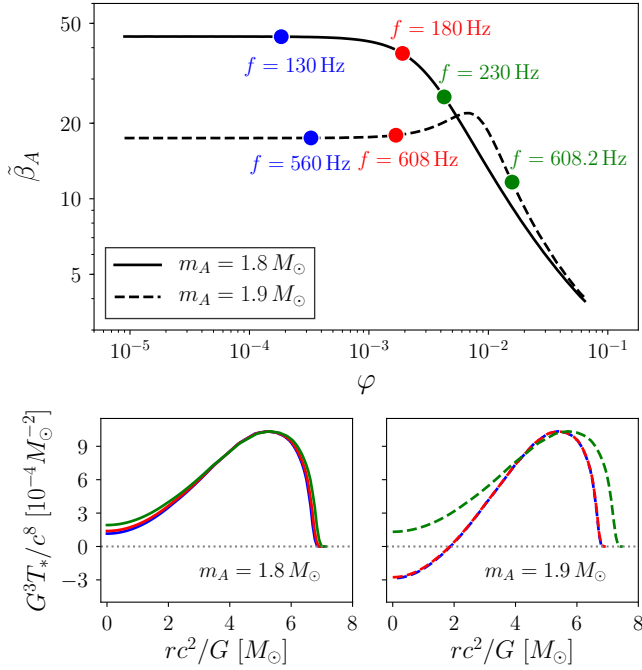 50
f = 180 Hz
f = 130 Hz
f = 230 Hz
20
β̃_A
f = 560 Hz
f = 608 Hz
f = 608.2 Hz
10
m_A = 1.8 M_⊙
m_A = 1.9 M_⊙
5
10^{-5} 10^{-4} 10^{-3} 10^{-2} 10^{-1}
φ
G^3T_*/c^8 [10^{-4} M_⊙^{-2}]
9
6
3
0
−3
m_A = 1.8 M_⊙
m_A = 1.9 M_⊙
0 2 4 6 8
0 2 4 6 8
rc^2/G [M_⊙]
rc^2/G [M_⊙]